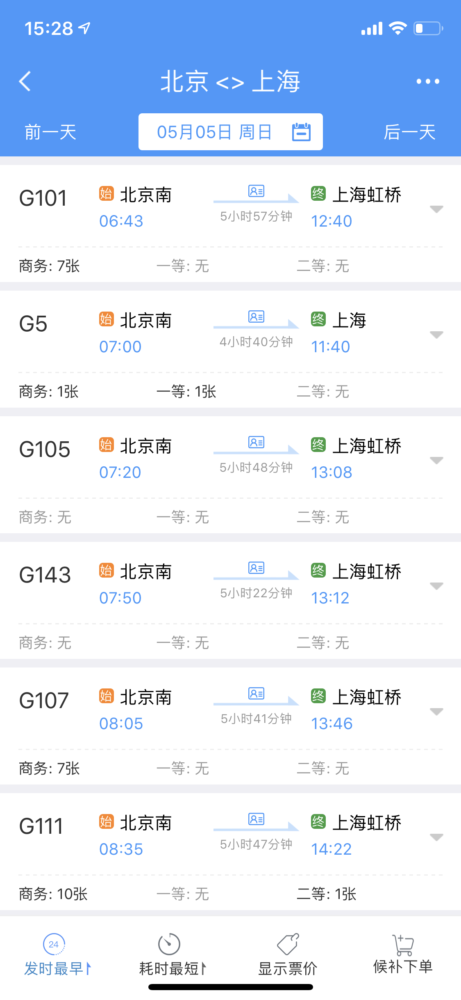 15:28
北京 <> 上海
前一天 05月05日 周日 后一天
G101 始 北京南 终 上海虹桥
06:43 5小时57分钟 12:40
商务: 7张 一等: 无 二等: 无
G5 始 北京南 终 上海
07:00 4小时40分钟 11:40
商务: 1张 一等: 1张 二等: 无
G105 始 北京南 终 上海虹桥
07:20 5小时48分钟 13:08
商务: 无 一等: 无 二等: 无
G143 始 北京南 终 上海虹桥
07:50 5小时22分钟 13:12
商务: 无 一等: 无 二等: 无
G107 始 北京南 终 上海虹桥
08:05 5小时41分钟 13:46
商务: 7张 一等: 无 二等: 无
G111 始 北京南 终 上海虹桥
08:35 5小时47分钟 14:22
商务: 10张 一等: 无 二等: 1张
24
发时最早 耗时最短 显示票价 候补下单